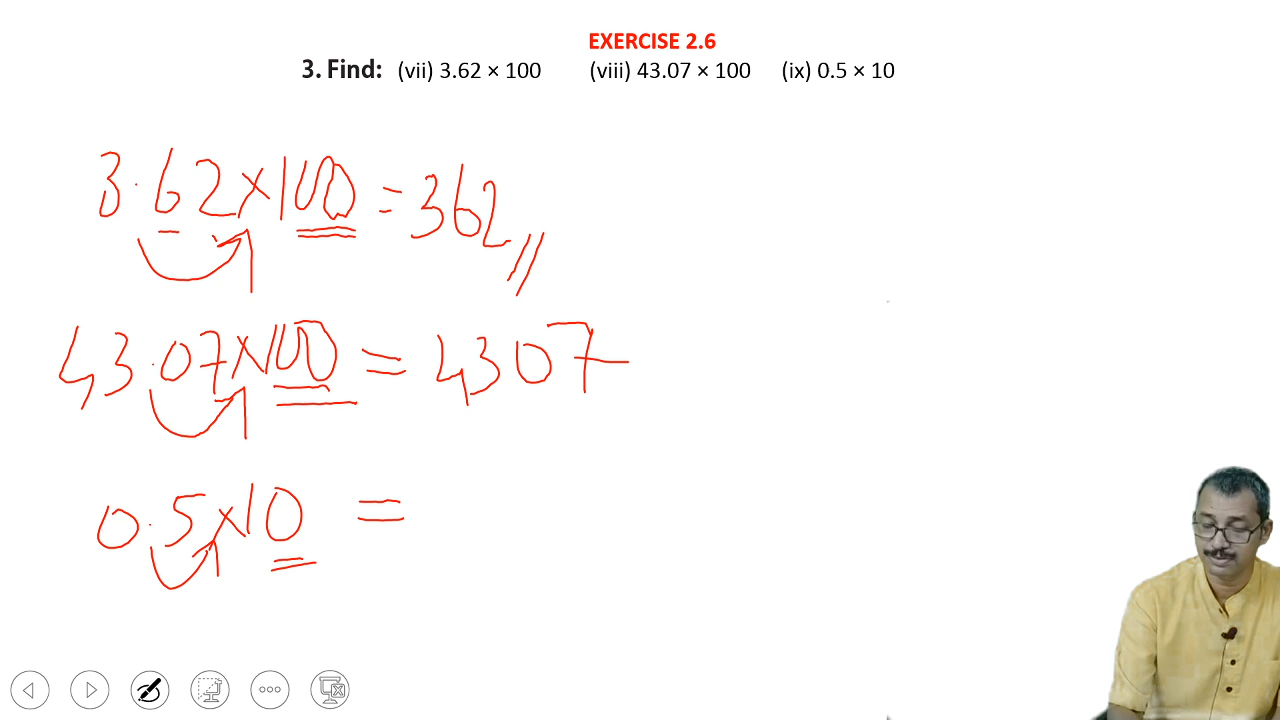 EXERCISE 2.6
3. Find: (vii) 3.62 × 100 (viii) 43.07 × 100 (ix) 0.5 × 10
3.62×100 = 362
43.07×100 = 4307
0.5×10 =